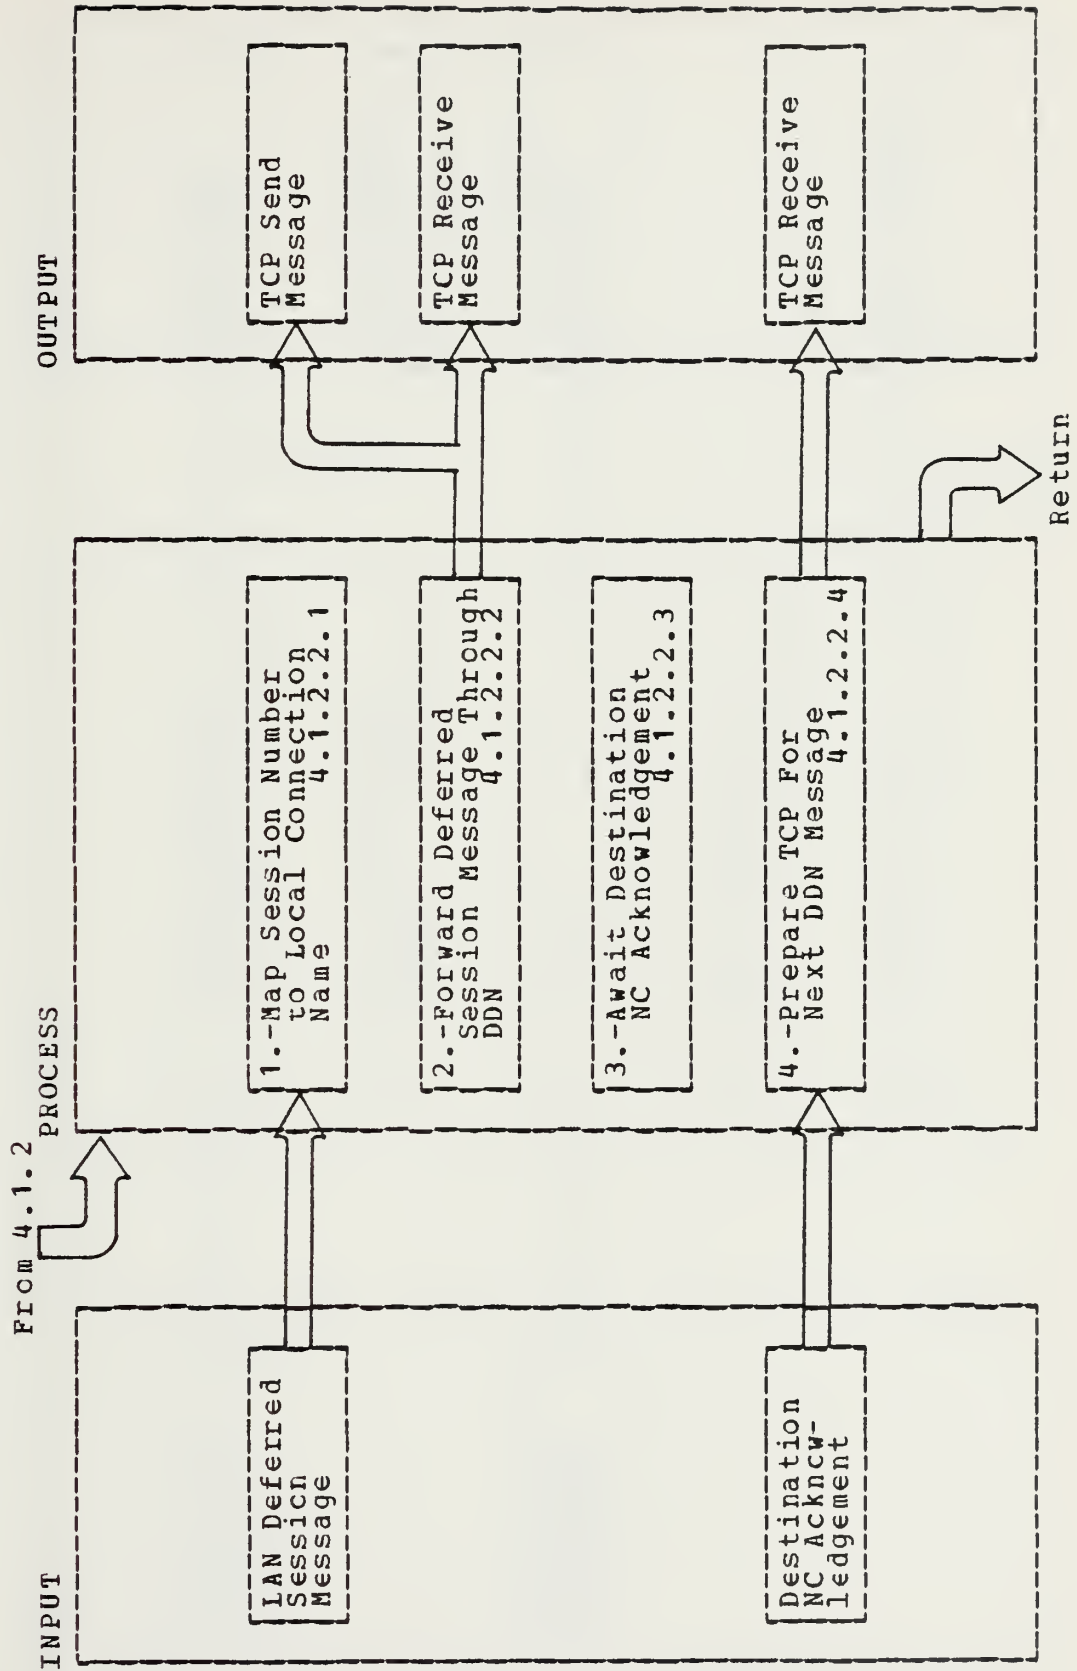 From 4.1.2
INPUT
PROCESS
OUTPUT
LAN Deferred
Sessicn
Message
Destination
NC Ackncw-
ledgement
1.-Map Session Number
to Local Connection
Name 4.1.2.2.1
2.-Forward Deferred
Session Message Through
DDN 4.1.2.2.2
3.-Await Destination
NC Acknowledgement
4.1.2.2.3
4.-Prepare TCP For
Next DDN Message
4.1.2.2.4
TCP Send
Message
TCP Receive
Message
TCP Receive
Message
Return